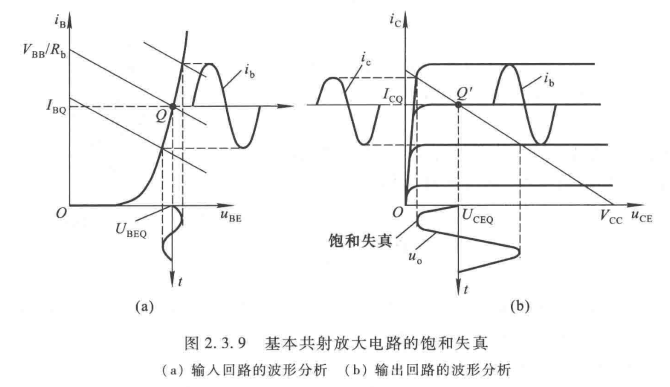 i_B
V_BB/R_b
I_BQ
Q
i_b
O
U_BEQ
u_BE
t
(a)
i_C
i_c
I_CQ
Q′
i_b
O
U_CEQ
V_CC
u_CE
饱和失真
u_o
t
(b)
图 2.3.9 基本共射放大电路的饱和失真
(a) 输入回路的波形分析 (b) 输出回路的波形分析